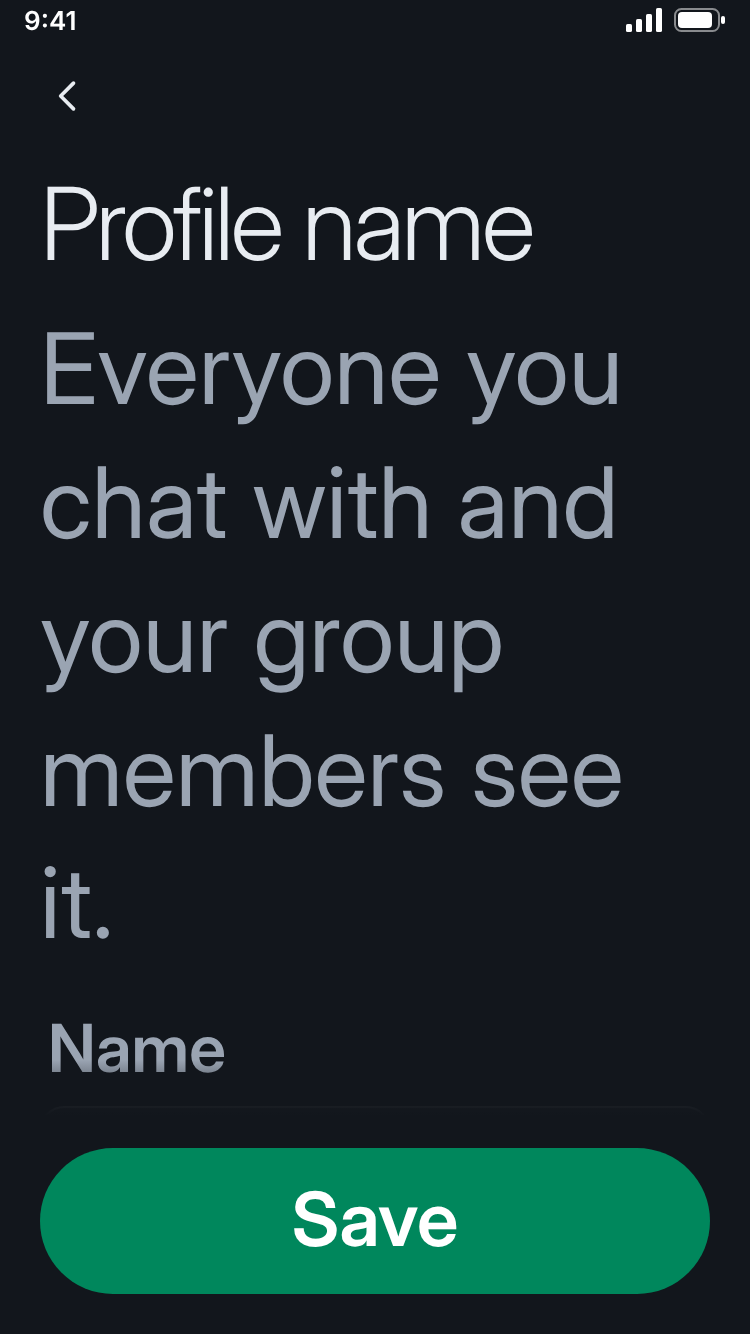 9:41
Profile name
Everyone you
chat with and
your group
members see
it.
Name
Save